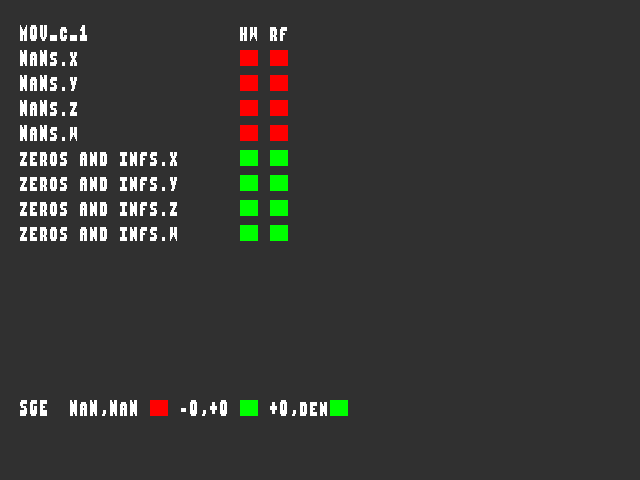 MOV_C_1 HW RF
NANS.X
NANS.Y
NANS.Z
NANS.W
ZEROS AND INFS.X
ZEROS AND INFS.Y
ZEROS AND INFS.Z
ZEROS AND INFS.W
SGE NAN,NAN -0,+0 +0,DEN